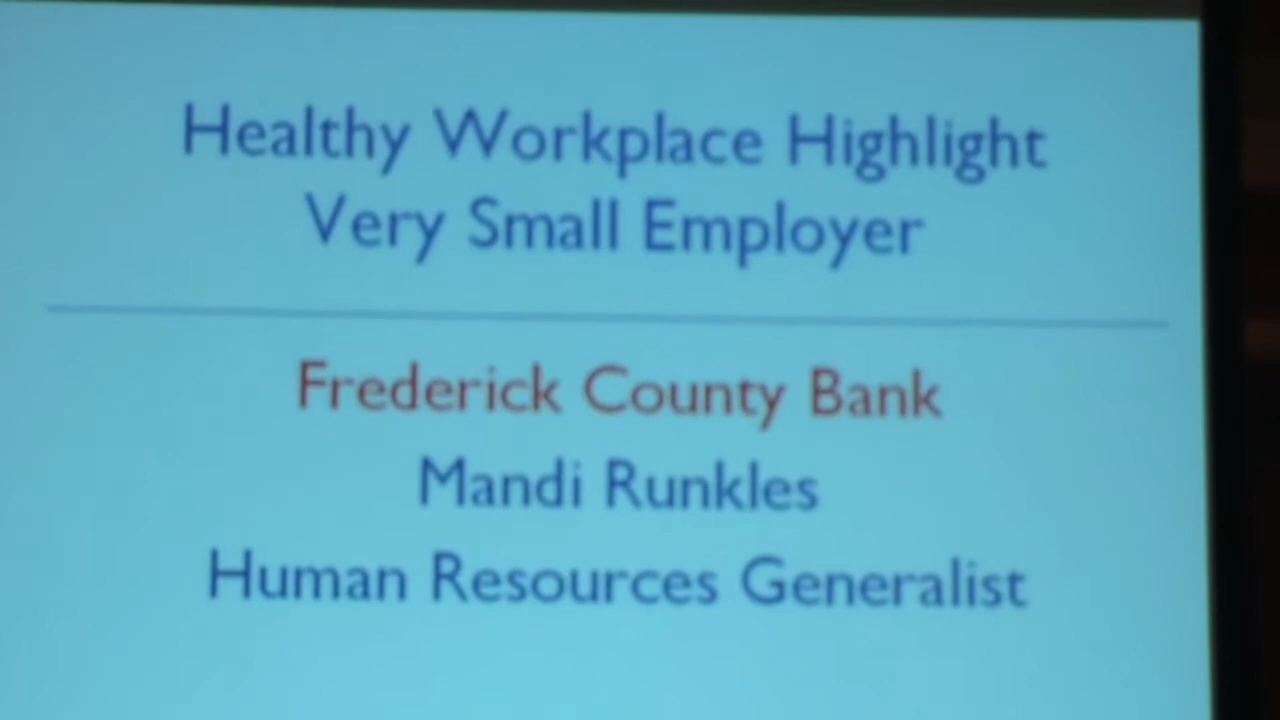 Healthy Workplace Highlight
Very Small Employer
Frederick County Bank
Mandi Runkles
Human Resources Generalist